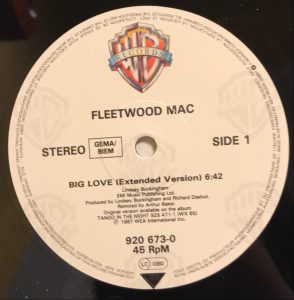 WB
RECORDS
FLEETWOOD MAC
STEREO
GEMA/
BIEM
SIDE 1
BIG LOVE (Extended Version) 6:42
Lindsey Buckingham
EMI Music Publishing Ltd.
Produced by Lindsey Buckingham and Richard Dashut.
Remixed by Arthur Baker.
Original version available on the album
TANGO IN THE NIGHT 925 471-1 (WX 65)
℗ 1987 WEA International Inc.
920 673-0
45 RpM
LC 0392